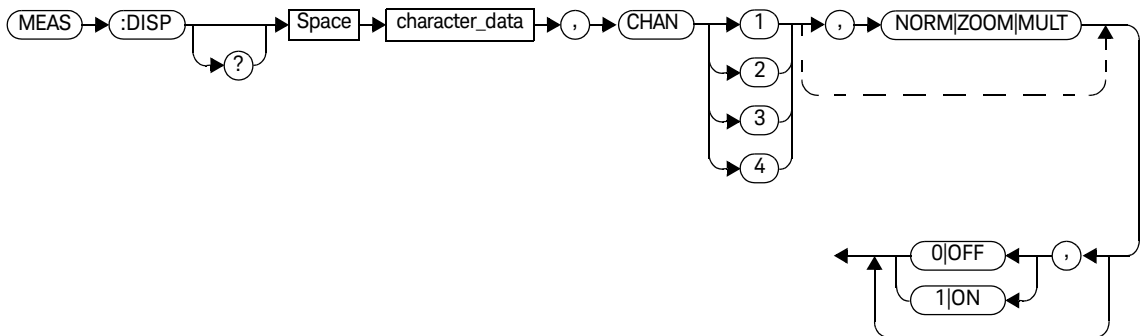 MEAS :DISP Space character_data , CHAN 1 , NORM|ZOOM|MULT
? 2
3
4
0|OFF ,
1|ON